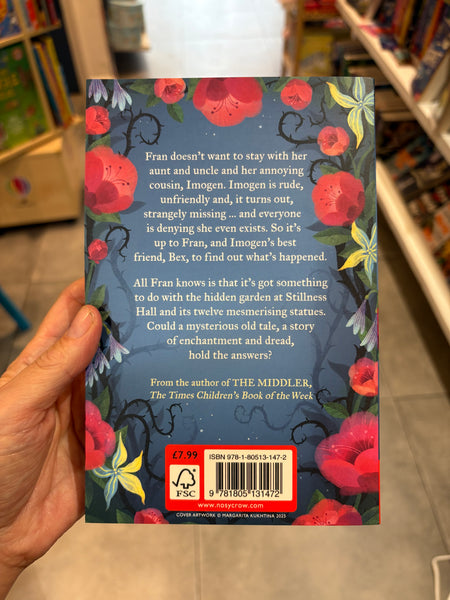 Fran doesn't want to stay with her
aunt and uncle and her annoying
cousin, Imogen. Imogen is rude,
unfriendly and, it turns out,
strangely missing ... and everyone
is denying she even exists. So it's
up to Fran, and Imogen's best
friend, Bex, to find out what's happened.
All Fran knows is that it's got something
to do with the hidden garden at Stillness
Hall and its twelve mesmerising statues.
Could a mysterious old tale, a story
of enchantment and dread,
hold the answers?
From the author of THE MIDDLER,
The Times Children's Book of the Week
£7.99
ISBN 978-1-80513-147-2
FSC
9 781805 131472
www.nosycrow.com
COVER ARTWORK © MARGARITA KUKHTINA 2025